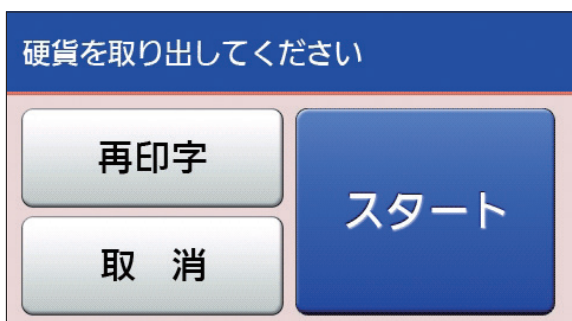 硬貨を取り出してください
再印字
スタート
取　消